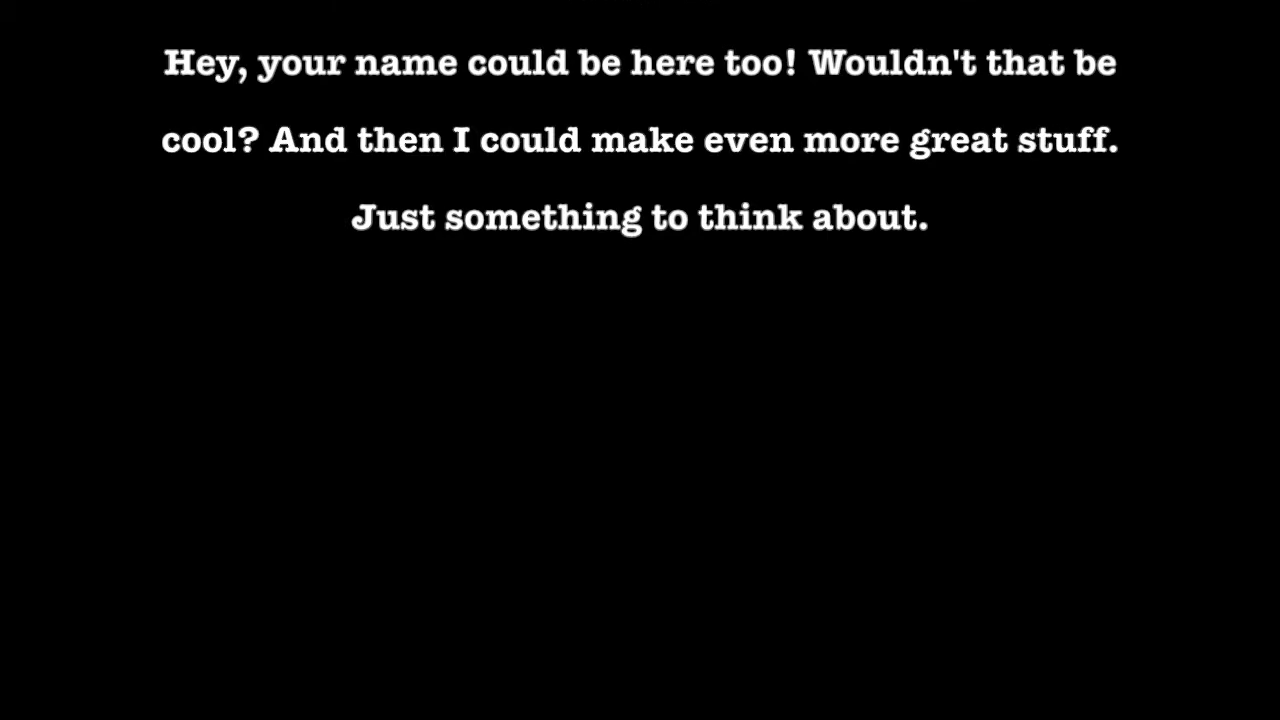 Hey, your name could be here too! Wouldn't that be
cool? And then I could make even more great stuff.
Just something to think about.